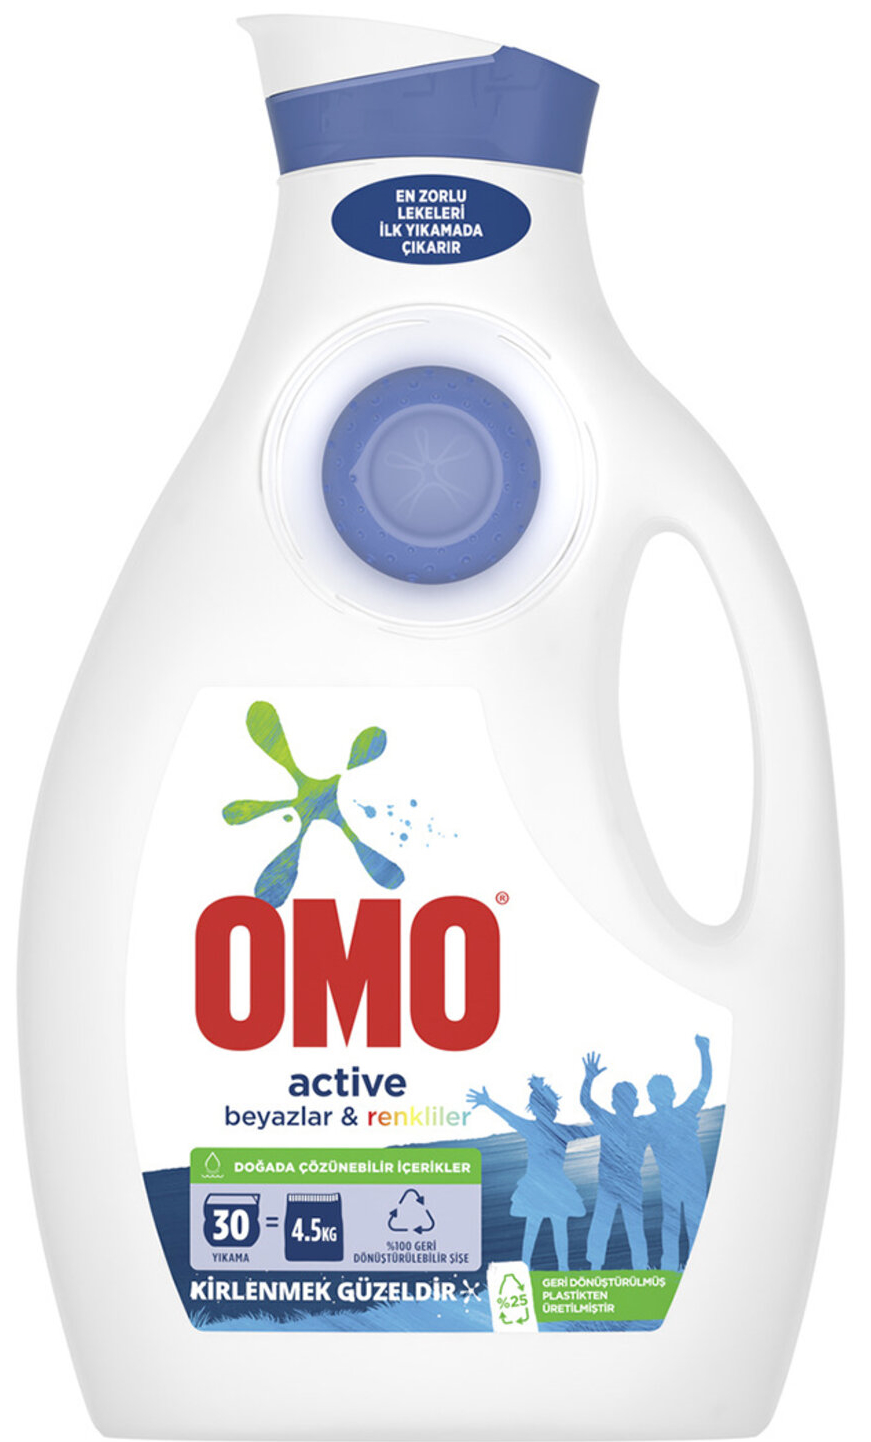 EN ZORLU
LEKELERİ
İLK YIKAMADA
ÇIKARIR
OMO®
active
beyazlar & renkliler
DOĞADA ÇÖZÜNEBİLİR İÇERİKLER
30 = 4.5KG
YIKAMA
%100 GERİ
DÖNÜŞTÜRÜLEBİLİR ŞİŞE
KİRLENMEK GÜZELDİR
%25
GERİ DÖNÜŞTÜRÜLMÜŞ
PLASTİKTEN
ÜRETİLMİŞTİR